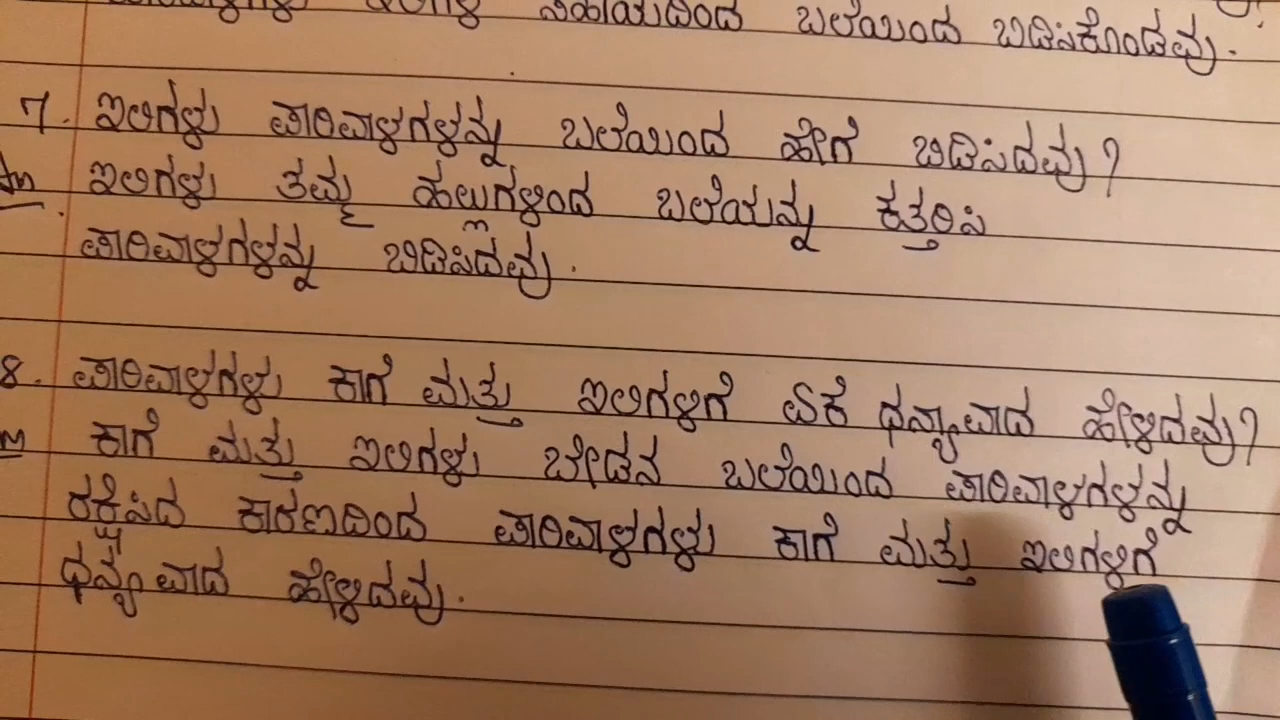 ಸಹಾಯದಿಂದ ಬಲೆಯಿಂದ ಬಿಡಿಸಿಕೊಂಡವು.
7. ಇಲಿಗಳು ಪಾರಿವಾಳಗಳನ್ನು ಬಲೆಯಿಂದ ಹೇಗೆ ಬಿಡಿಸಿದವು?
ಇಲಿಗಳು ತಮ್ಮ ಹಲ್ಲುಗಳಿಂದ ಬಲೆಯನ್ನು ಕತ್ತರಿಸಿ
ಪಾರಿವಾಳಗಳನ್ನು ಬಿಡಿಸಿದವು.
8. ಪಾರಿವಾಳಗಳು ಕಾಗೆ ಮತ್ತು ಇಲಿಗಳಿಗೆ ಏಕೆ ಧನ್ಯವಾದ ಹೇಳಿದವು?
ಕಾಗೆ ಮತ್ತು ಇಲಿಗಳು ಬೇಡನ ಬಲೆಯಿಂದ ಪಾರಿವಾಳಗಳನ್ನು
ರಕ್ಷಿಸಿದ ಕಾರಣದಿಂದ ಪಾರಿವಾಳಗಳು ಕಾಗೆ ಮತ್ತು ಇಲಿಗಳಿಗೆ
ಧನ್ಯವಾದ ಹೇಳಿದವು.